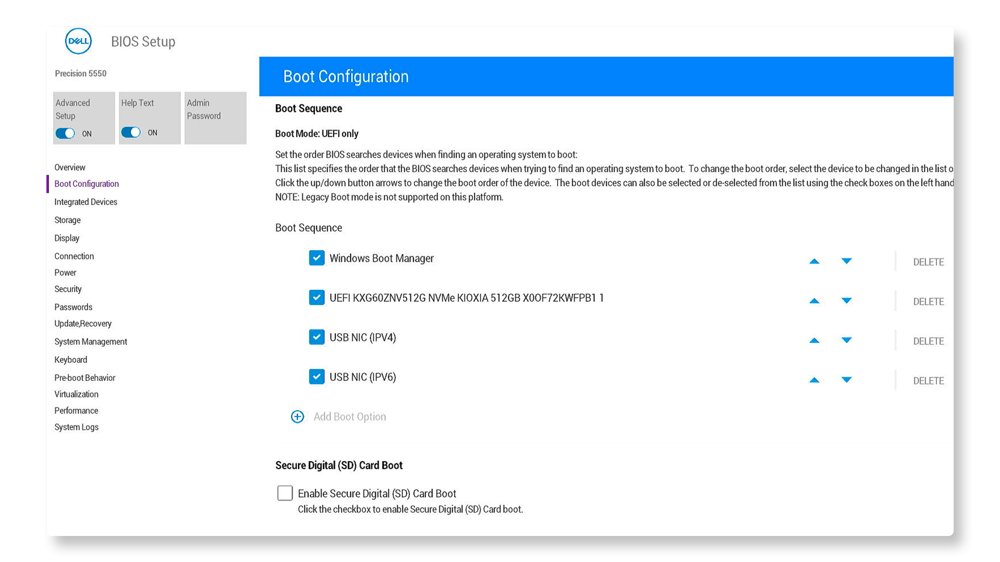 DELL
BIOS Setup
Precision 5550
Advanced
Setup
ON
Help Text
ON
Admin
Password
Overview
Boot Configuration
Integrated Devices
Storage
Display
Connection
Power
Security
Passwords
Update,Recovery
System Management
Keyboard
Pre-boot Behavior
Virtualization
Performance
System Logs
Boot Configuration
Boot Sequence
Boot Mode: UEFI only
Set the order BIOS searches devices when finding an operating system to boot:
This list specifies the order that the BIOS searches devices when trying to find an operating system to boot. To change the boot order, select the device to be changed in the list o
Click the up/down button arrows to change the boot order of the device. The boot devices can also be selected or de-selected from the list using the check boxes on the left hand
NOTE: Legacy Boot mode is not supported on this platform.
Boot Sequence
Windows Boot Manager
DELETE
UEFI KXG60ZNV512G NVMe KIOXIA 512GB X0OF72KWFPB1 1
DELETE
USB NIC (IPV4)
DELETE
USB NIC (IPV6)
DELETE
Add Boot Option
Secure Digital (SD) Card Boot
Enable Secure Digital (SD) Card Boot
Click the checkbox to enable Secure Digital (SD) Card boot.